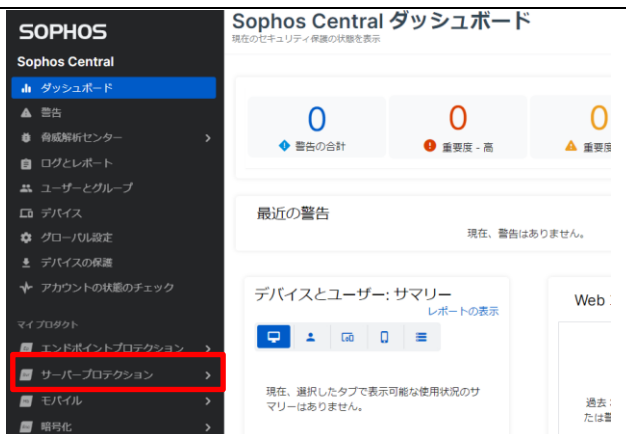 SOPHOS
Sophos Central
ダッシュボード
警告
脅威解析センター
ログとレポート
ユーザーとグループ
デバイス
グローバル設定
デバイスの保護
アカウントの状態のチェック
マイプロダクト
エンドポイントプロテクション
サーバープロテクション
モバイル
暗号化
Sophos Central ダッシュボード
現在のセキュリティ保護の状態を表示
0
警告の合計
0
重要度 - 高
0
重要度
最近の警告
現在、警告はありません。
デバイスとユーザー: サマリー
レポートの表示
現在、選択したタブで表示可能な使用状況のサ
マリーはありません。
Web
過去
たは警